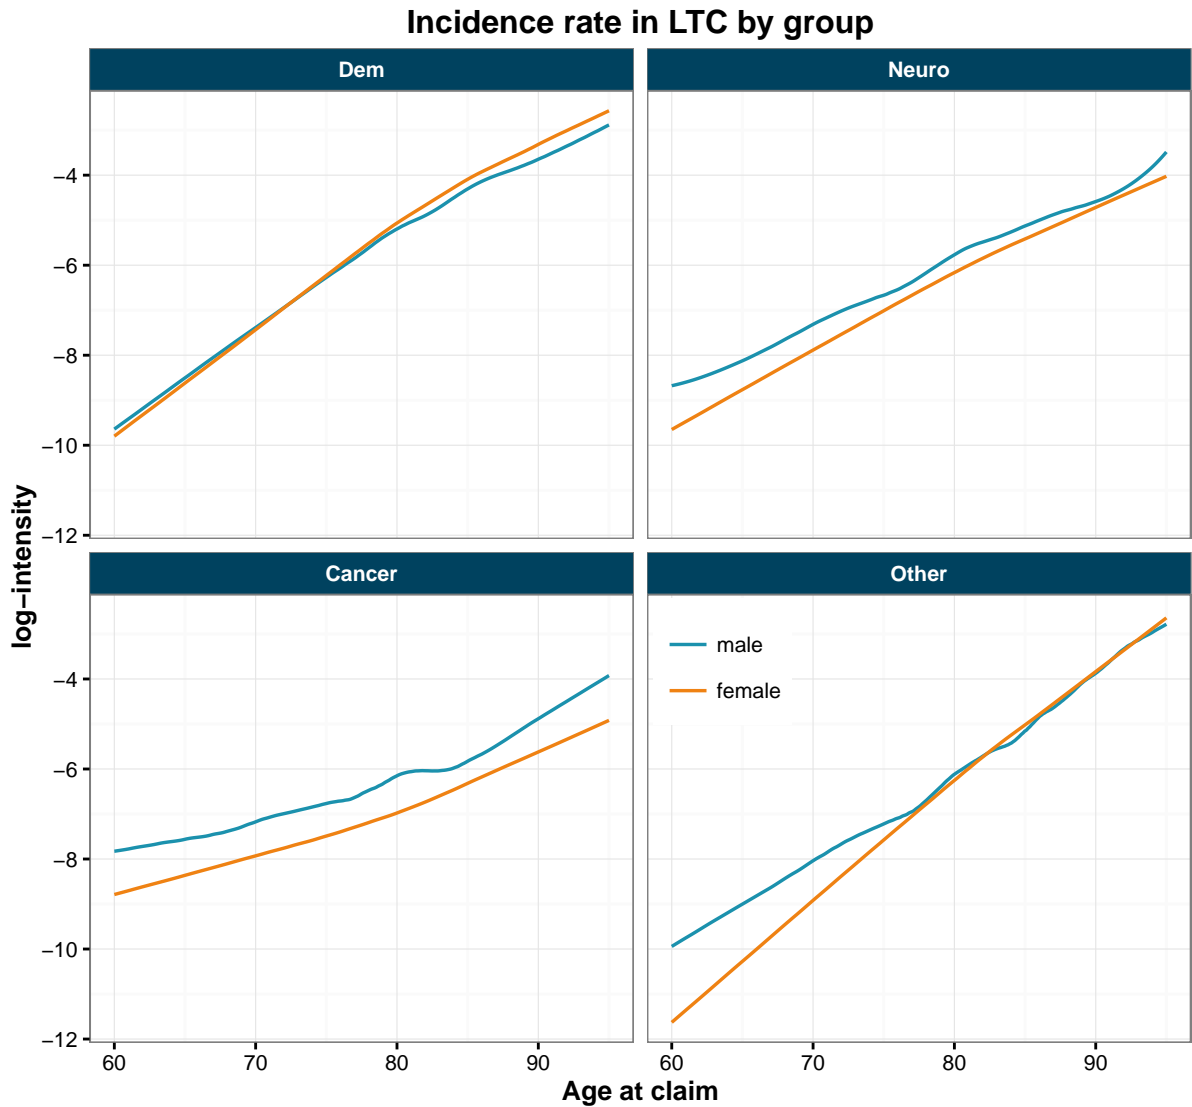 Incidence rate in LTC by group
Dem
Neuro
−4
−6
−8
−10
−12
log−intensity
Cancer
Other
male
female
−4
−6
−8
−10
−12
60 70 80 90 60 70 80 90
Age at claim